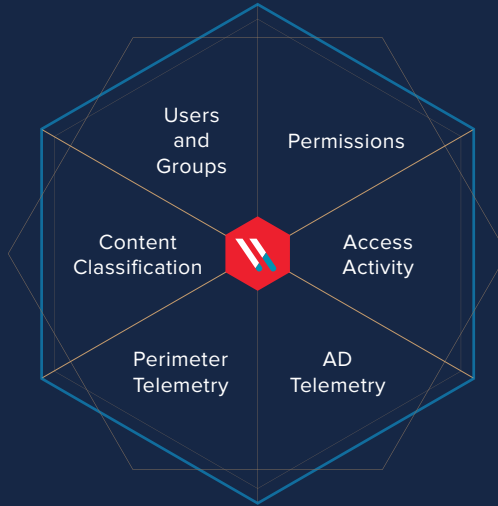 Users
and
Groups
Permissions
Content
Classification
Access
Activity
Perimeter
Telemetry
AD
Telemetry